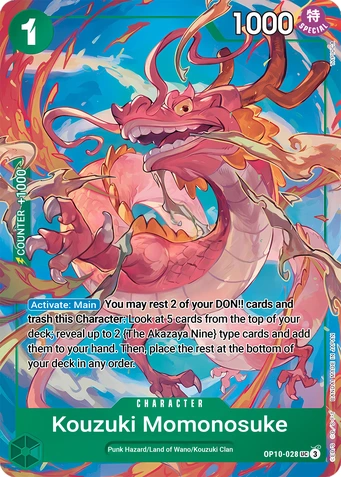 1
1000
特
SPECIAL
COUNTER +1000
Activate: Main You may rest 2 of your DON!! cards and
trash this Character: Look at 5 cards from the top of your
deck; reveal up to 2 {The Akazaya Nine} type cards and add
them to your hand. Then, place the rest at the bottom of
your deck in any order.
CHARACTER
Kouzuki Momonosuke
Punk Hazard/Land of Wano/Kouzuki Clan
OP10-028 UC 3